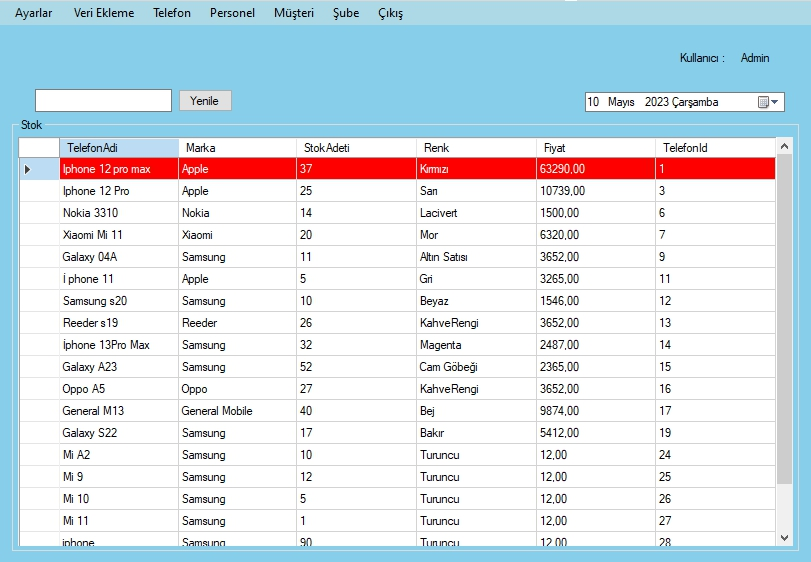 Ayarlar Veri Ekleme Telefon Personel Müşteri Şube Çıkış
Kullanıcı : Admin
Yenile 10 Mayıs 2023 Çarşamba
Stok
TelefonAdi Marka StokAdeti Renk Fiyat TelefonId
Iphone 12 pro max Apple 37 Kırmızı 63290,00 1
Iphone 12 Pro Apple 25 Sarı 10739,00 3
Nokia 3310 Nokia 14 Lacivert 1500,00 6
Xiaomi Mi 11 Xiaomi 20 Mor 6320,00 7
Galaxy 04A Samsung 11 Altın Satısı 3652,00 9
İ phone 11 Apple 5 Gri 3265,00 11
Samsung s20 Samsung 10 Beyaz 1546,00 12
Reeder s19 Reeder 26 KahveRengi 3652,00 13
İphone 13Pro Max Samsung 32 Magenta 2487,00 14
Galaxy A23 Samsung 52 Cam Göbeği 2365,00 15
Oppo A5 Oppo 27 KahveRengi 3652,00 16
General M13 General Mobile 40 Bej 9874,00 17
Galaxy S22 Samsung 17 Bakır 5412,00 19
Mi A2 Samsung 10 Turuncu 12,00 24
Mi 9 Samsung 12 Turuncu 12,00 25
Mi 10 Samsung 5 Turuncu 12,00 26
Mi 11 Samsung 1 Turuncu 12,00 27
iphone Samsung 90 Turuncu 12,00 28